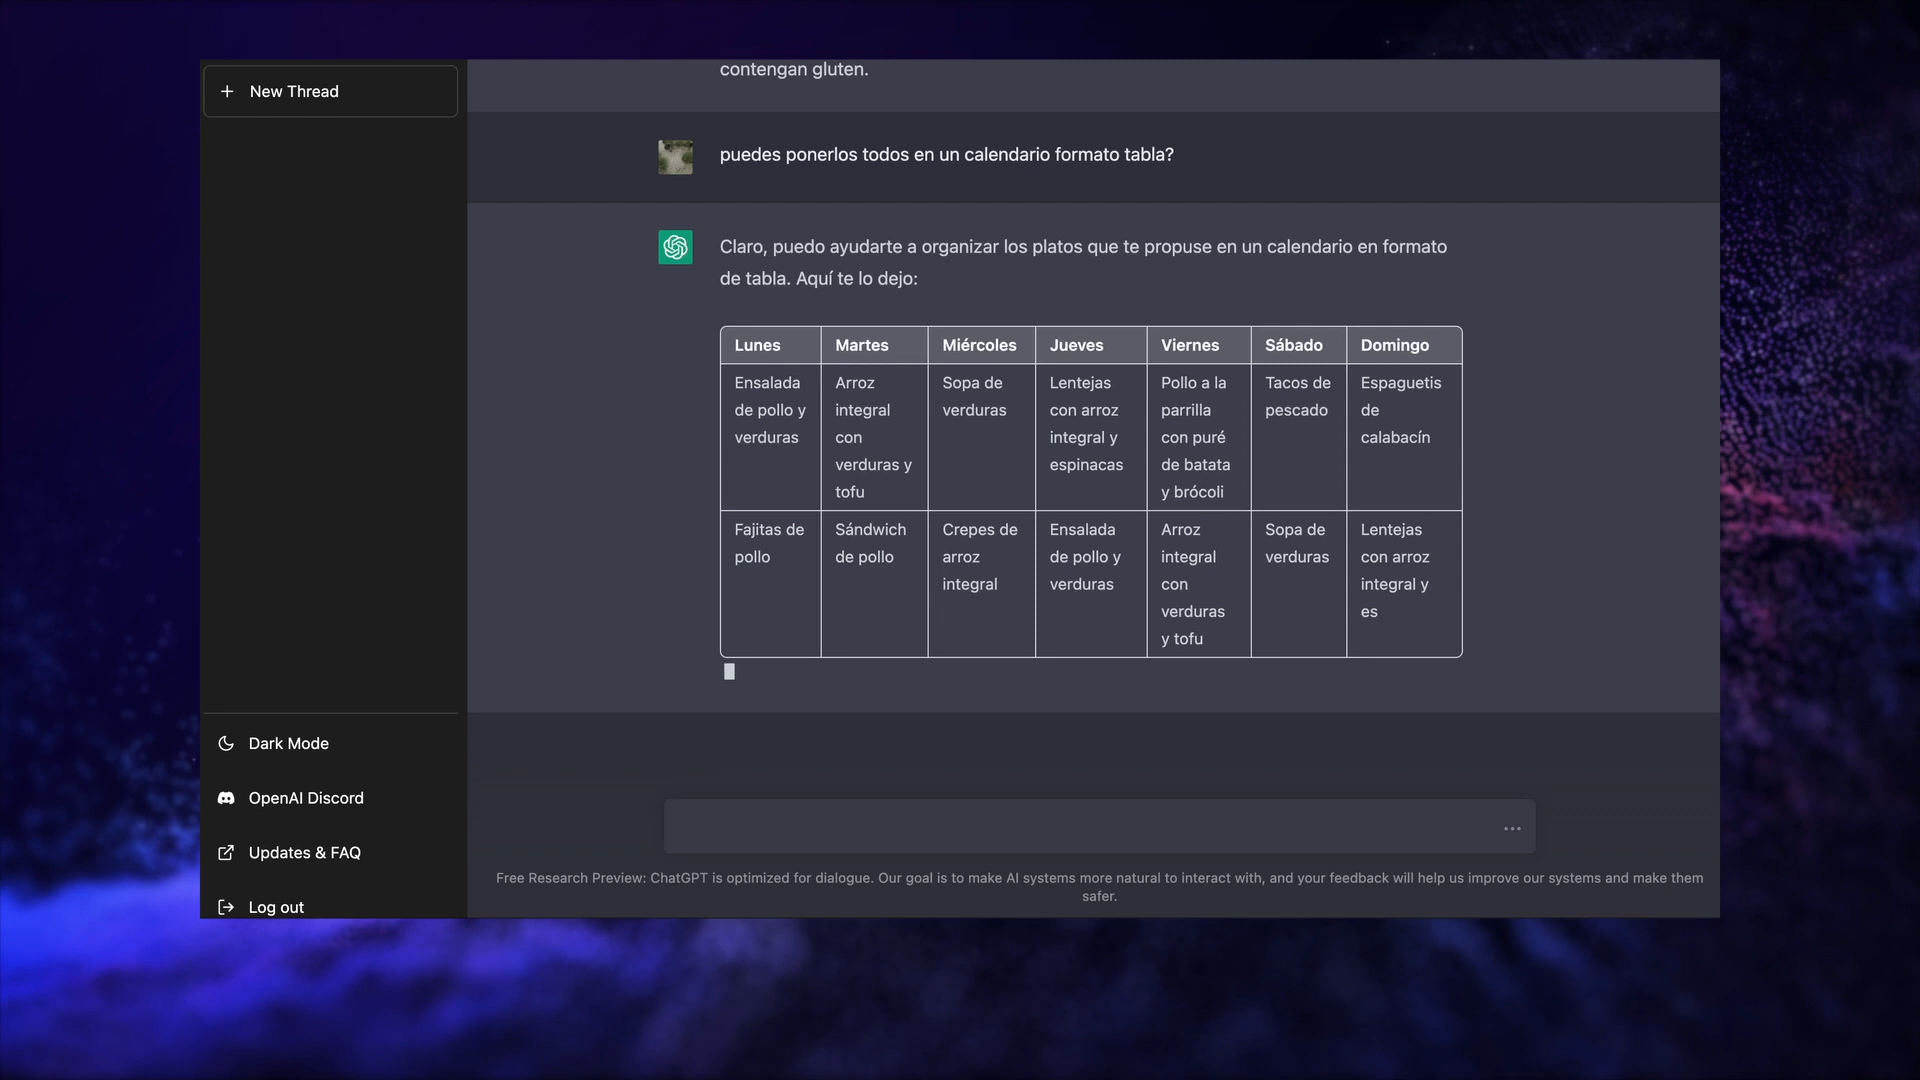 New Thread
contengan gluten.
puedes ponerlos todos en un calendario formato tabla?
Claro, puedo ayudarte a organizar los platos que te propuse en un calendario en formato
de tabla. Aquí te lo dejo:
Lunes
Martes
Miércoles
Jueves
Viernes
Sábado
Domingo
Ensalada
de pollo y
verduras
Arroz
integral
con
verduras y
tofu
Sopa de
verduras
Lentejas
con arroz
integral y
espinacas
Pollo a la
parrilla
con puré
de batata
y brócoli
Tacos de
pescado
Espaguetis
de
calabacín
Fajitas de
pollo
Sándwich
de pollo
Crepes de
arroz
integral
Ensalada
de pollo y
verduras
Arroz
integral
con
verduras
y tofu
Sopa de
verduras
Lentejas
con arroz
integral y
es
Dark Mode
OpenAI Discord
Updates & FAQ
Log out
Free Research Preview: ChatGPT is optimized for dialogue. Our goal is to make AI systems more natural to interact with, and your feedback will help us improve our systems and make them
safer.